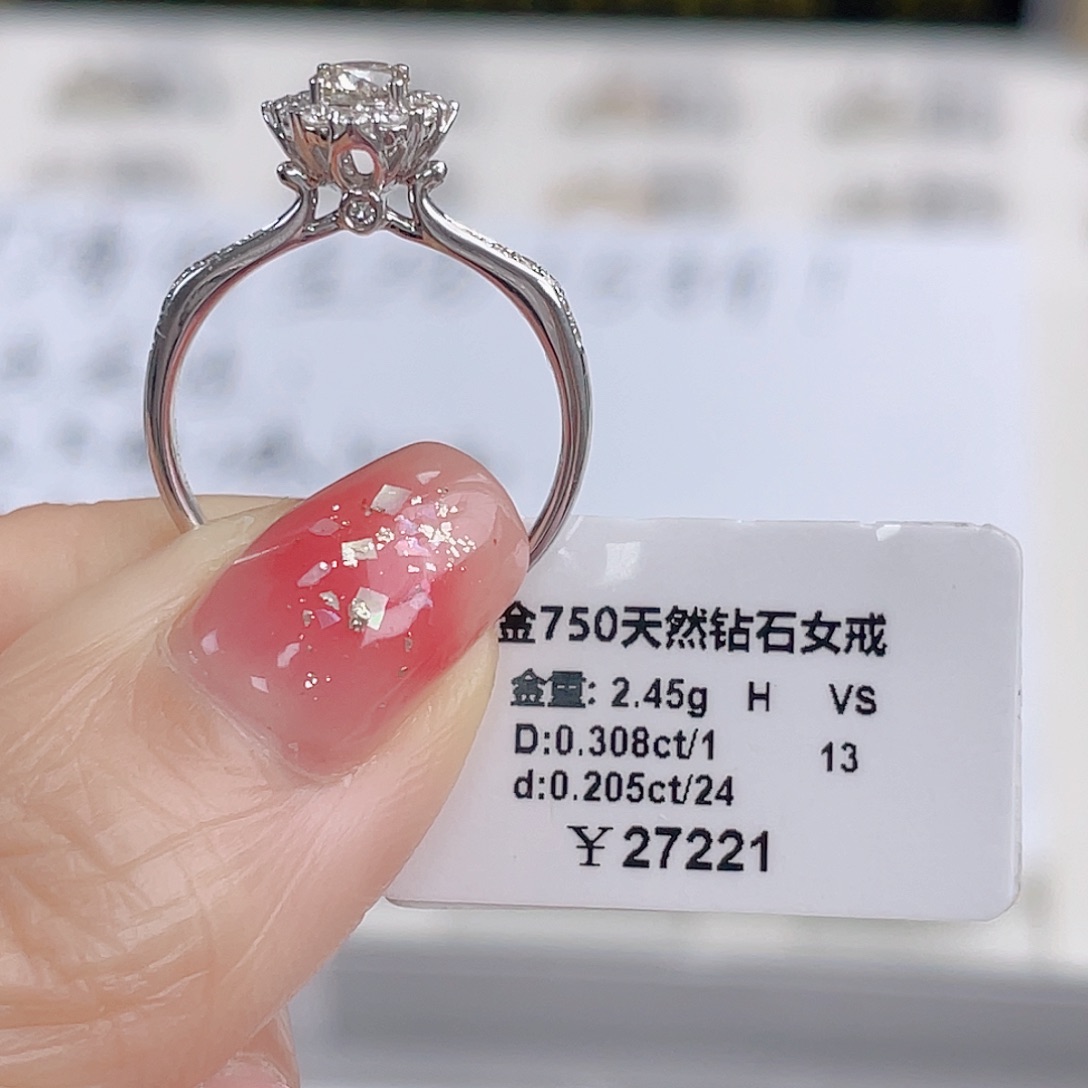 金750天然钻石女戒
金重: 2.45g H VS
D:0.308ct/1 13
d:0.205ct/24
¥27221